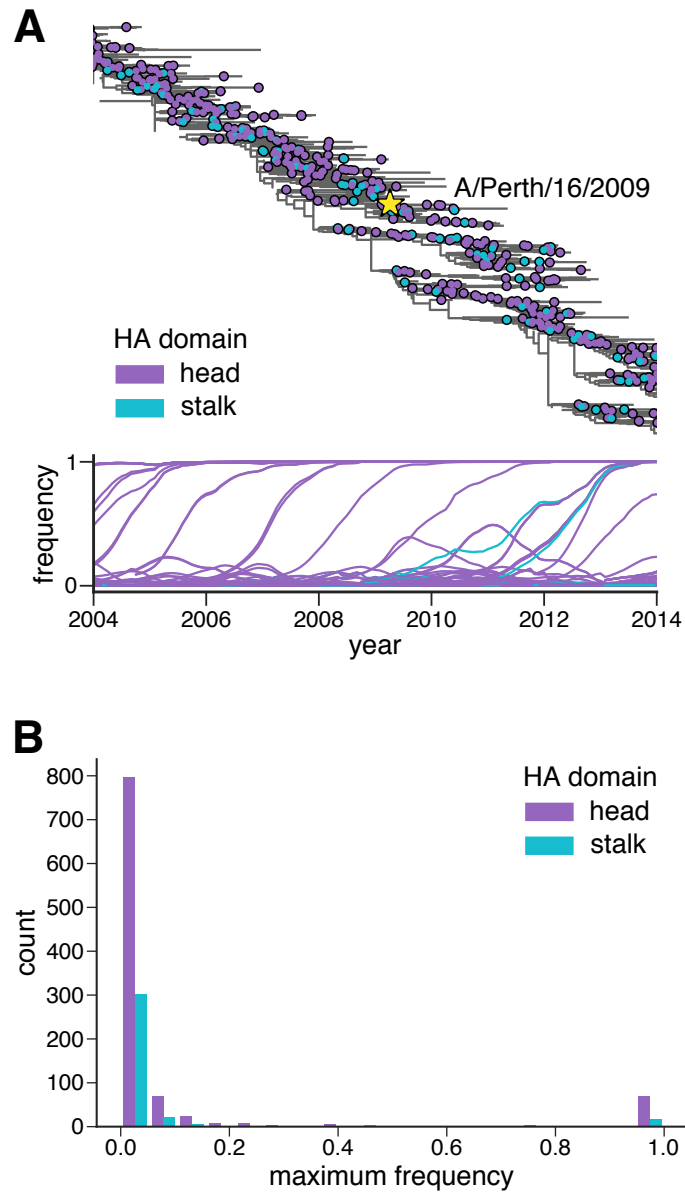 A
A/Perth/16/2009
HA domain
head
stalk
1
frequency
0
2004 2006 2008 2010 2012 2014
year
B
800
700
600
500
400
300
200
100
0
count
HA domain
head
stalk
0.0 0.2 0.4 0.6 0.8 1.0
maximum frequency